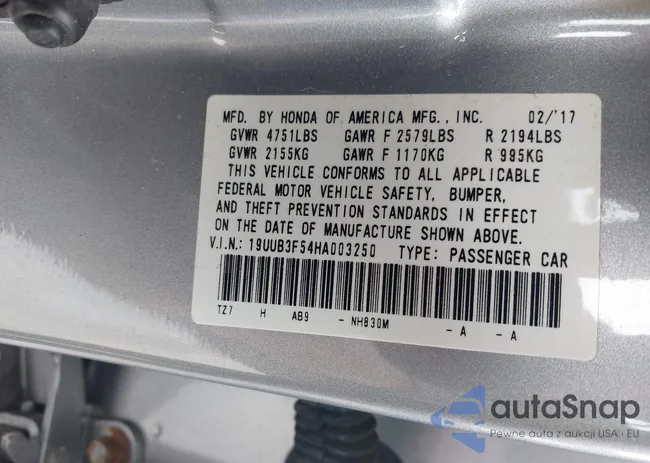 MFD. BY HONDA OF AMERICA MFG., INC. 02/'17
GVWR 4751LBS GAWR F 2579LBS R 2194LBS
GVWR 2155KG GAWR F 1170KG R 995KG
THIS VEHICLE CONFORMS TO ALL APPLICABLE
FEDERAL MOTOR VEHICLE SAFETY, BUMPER,
AND THEFT PREVENTION STANDARDS IN EFFECT
ON THE DATE OF MANUFACTURE SHOWN ABOVE.
V.I.N.: 19UUB3F54HA003250 TYPE: PASSENGER CAR
TZ7 H AB9 - NH830M - A - A
autaSnap
Pewne auta z aukcji USA i EU